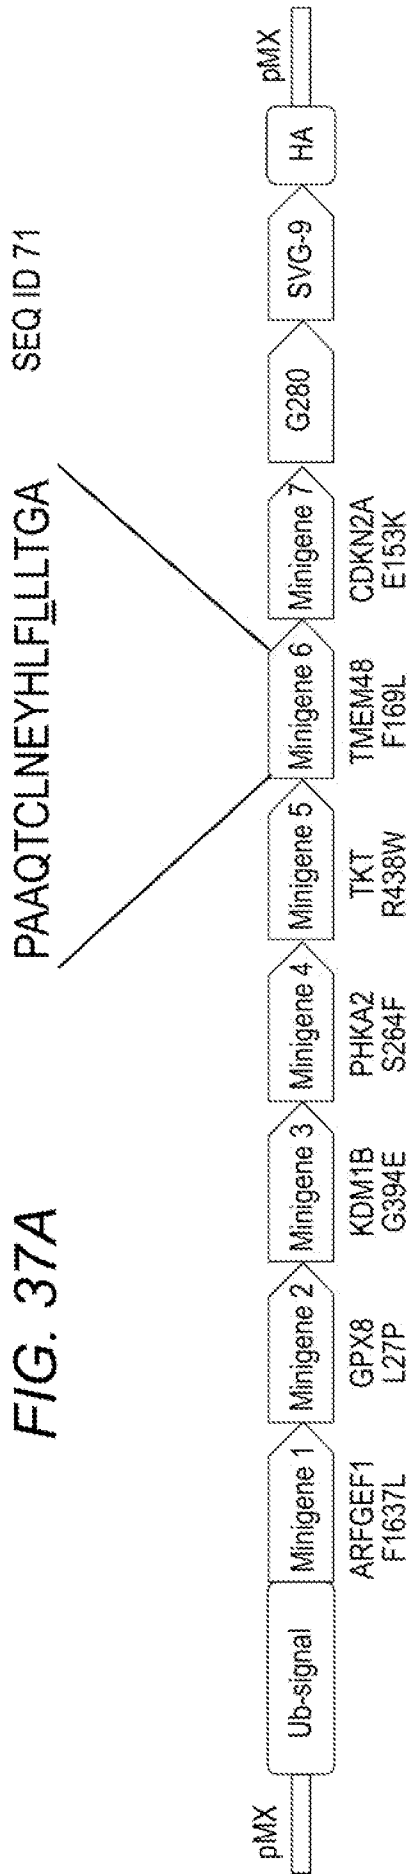 FIG. 37A
PAAQTCLNEYHLFLLLTGA
SEQ ID 71
pMX
Ub-signal
Minigene 1
Minigene 2
Minigene 3
Minigene 4
Minigene 5
Minigene 6
Minigene 7
G280
SVG-9
HA
pMX
ARFGEF1
F1637L
GPX8
L27P
KDM1B
G394E
PHKA2
S264F
TKT
R438W
TMEM48
F169L
CDKN2A
E153K